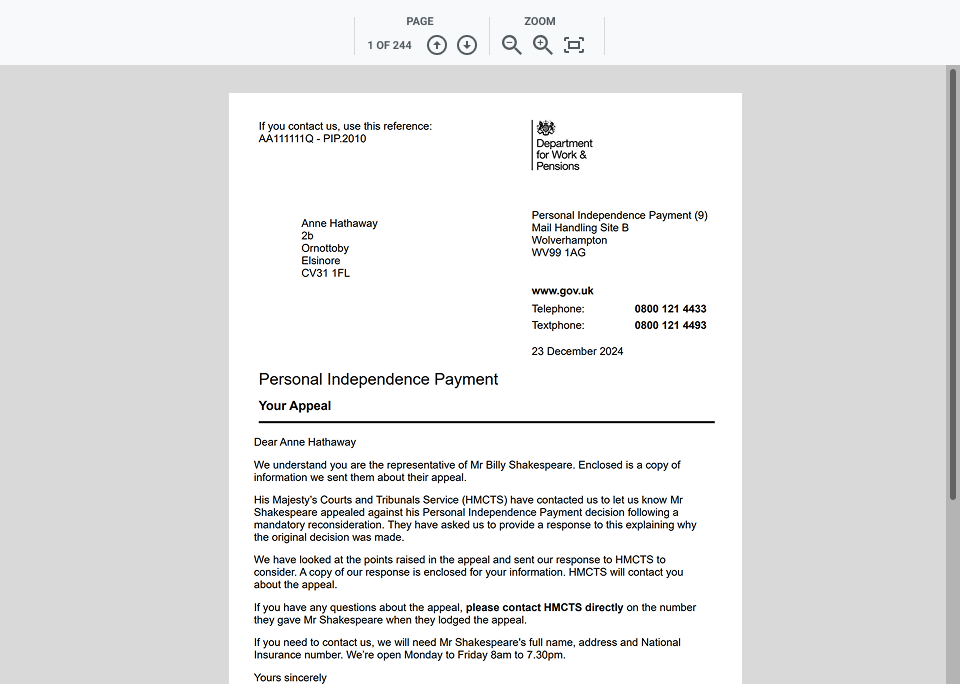 PAGE
ZOOM
1 OF 244
If you contact us, use this reference:
AA111111Q - PIP.2010
Department
for Work &
Pensions
Anne Hathaway
2b
Ornottoby
Elsinore
CV31 1FL
Personal Independence Payment (9)
Mail Handling Site B
Wolverhampton
WV99 1AG
www.gov.uk
Telephone: 0800 121 4433
Textphone: 0800 121 4493
23 December 2024
Personal Independence Payment
Your Appeal
Dear Anne Hathaway
We understand you are the representative of Mr Billy Shakespeare. Enclosed is a copy of
information we sent them about their appeal.
His Majesty's Courts and Tribunals Service (HMCTS) have contacted us to let us know Mr
Shakespeare appealed against his Personal Independence Payment decision following a
mandatory reconsideration. They have asked us to provide a response to this explaining why
the original decision was made.
We have looked at the points raised in the appeal and sent our response to HMCTS to
consider. A copy of our response is enclosed for your information. HMCTS will contact you
about the appeal.
If you have any questions about the appeal, please contact HMCTS directly on the number
they gave Mr Shakespeare when they lodged the appeal.
If you need to contact us, we will need Mr Shakespeare's full name, address and National
Insurance number. We're open Monday to Friday 8am to 7.30pm.
Yours sincerely